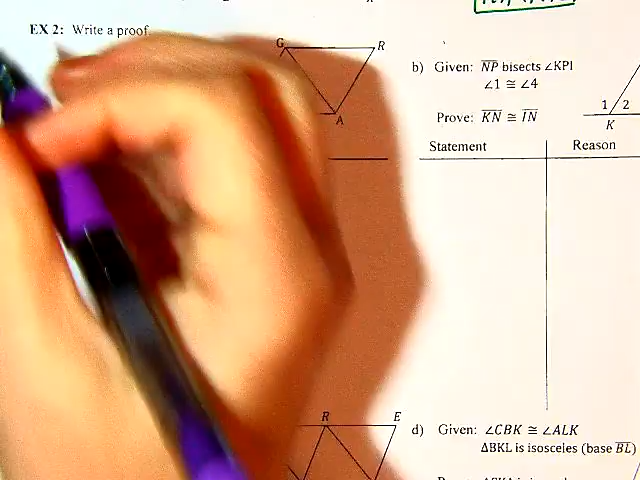 EX 2: Write a proof.
G R
A
b) Given: NP bisects ∠KPI
∠1 ≅ ∠4
Prove: KN ≅ IN
1 2
K
Statement Reason
R E
d) Given: ∠CBK ≅ ∠ALK
ΔBKL is isosceles (base BL)